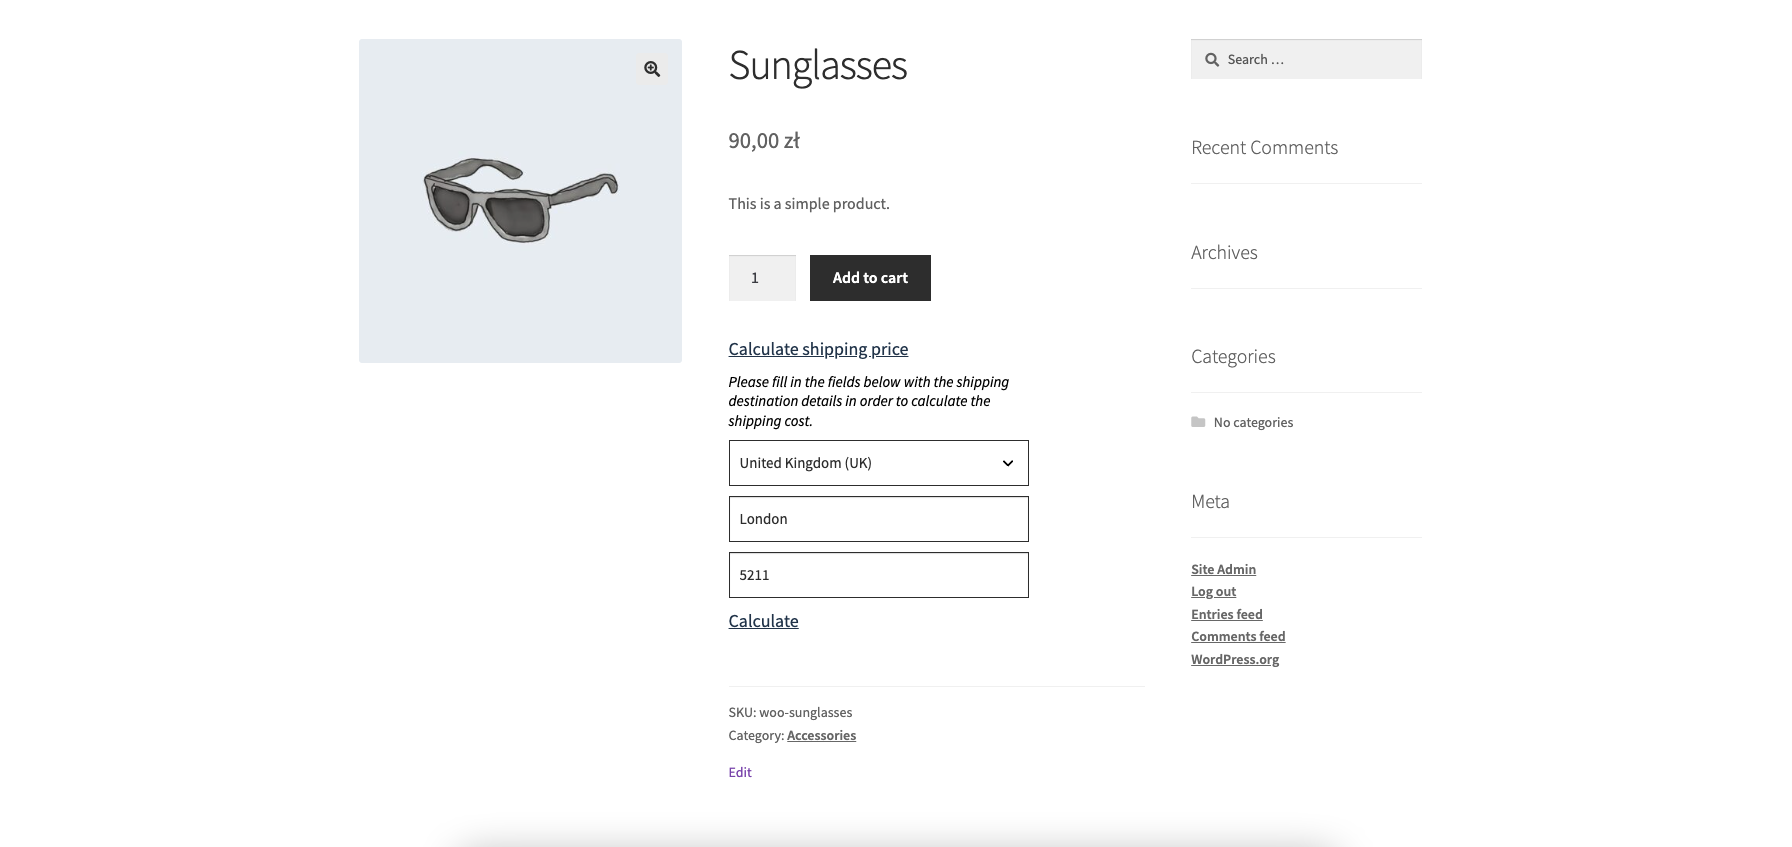 Sunglasses
90,00 zł
This is a simple product.
1
Add to cart
Calculate shipping price
Please fill in the fields below with the shipping
destination details in order to calculate the
shipping cost.
United Kingdom (UK)
London
5211
Calculate
SKU: woo-sunglasses
Category: Accessories
Edit
Search …
Recent Comments
Archives
Categories
No categories
Meta
Site Admin
Log out
Entries feed
Comments feed
WordPress.org